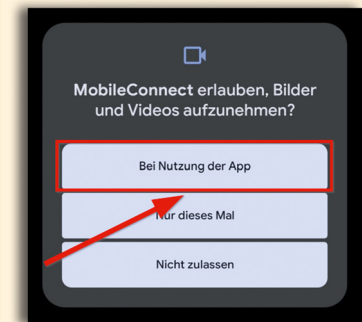 MobileConnect erlauben, Bilder
und Videos aufzunehmen?
Bei Nutzung der App
Nur dieses Mal
Nicht zulassen